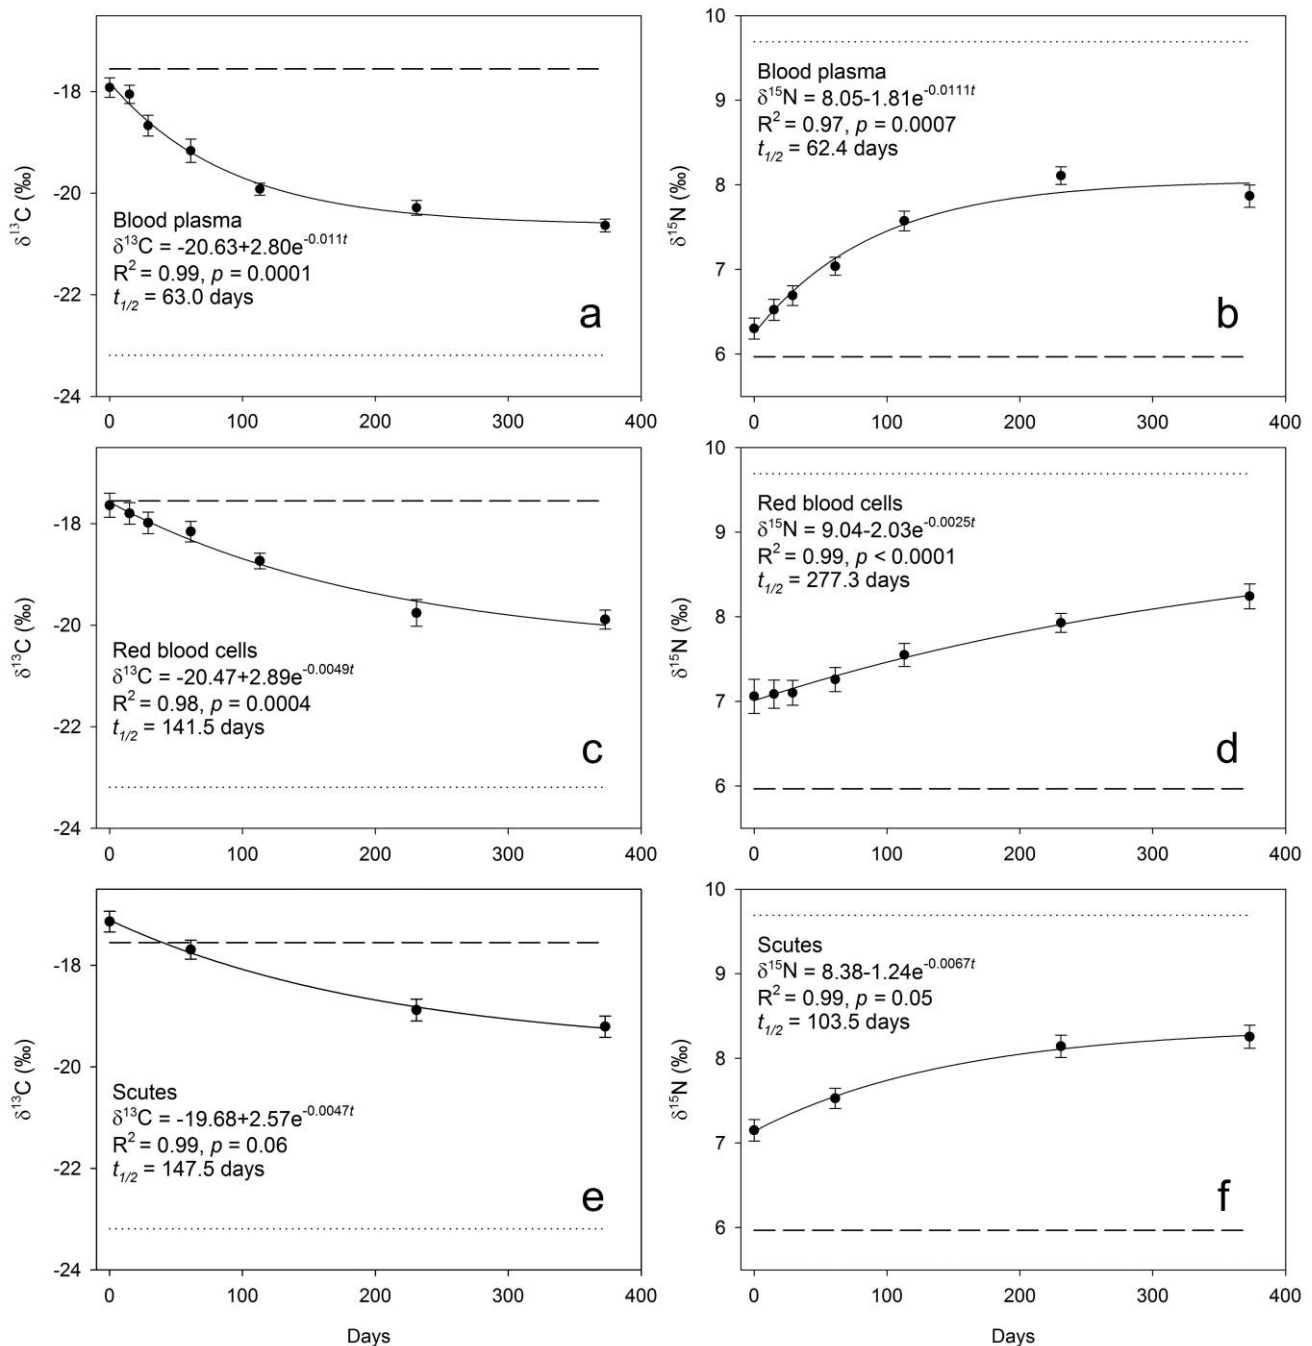 -18
-20
-22
-24
δ¹³C (‰)
Blood plasma
δ¹³C = -20.63+2.80e^-0.011t
R² = 0.99, p = 0.0001
t1/2 = 63.0 days
a
0 100 200 300 400
10
9
8
7
6
δ¹⁵N (‰)
Blood plasma
δ¹⁵N = 8.05-1.81e^-0.0111t
R² = 0.97, p = 0.0007
t1/2 = 62.4 days
b
0 100 200 300 400
-18
-20
-22
-24
δ¹³C (‰)
Red blood cells
δ¹³C = -20.47+2.89e^-0.0049t
R² = 0.98, p = 0.0004
t1/2 = 141.5 days
c
0 100 200 300 400
10
9
8
7
6
δ¹⁵N (‰)
Red blood cells
δ¹⁵N = 9.04-2.03e^-0.0025t
R² = 0.99, p < 0.0001
t1/2 = 277.3 days
d
0 100 200 300 400
-18
-20
-22
-24
δ¹³C (‰)
Scutes
δ¹³C = -19.68+2.57e^-0.0047t
R² = 0.99, p = 0.06
t1/2 = 147.5 days
e
0 100 200 300 400
Days
10
9
8
7
6
δ¹⁵N (‰)
Scutes
δ¹⁵N = 8.38-1.24e^-0.0067t
R² = 0.99, p = 0.05
t1/2 = 103.5 days
f
0 100 200 300 400
Days